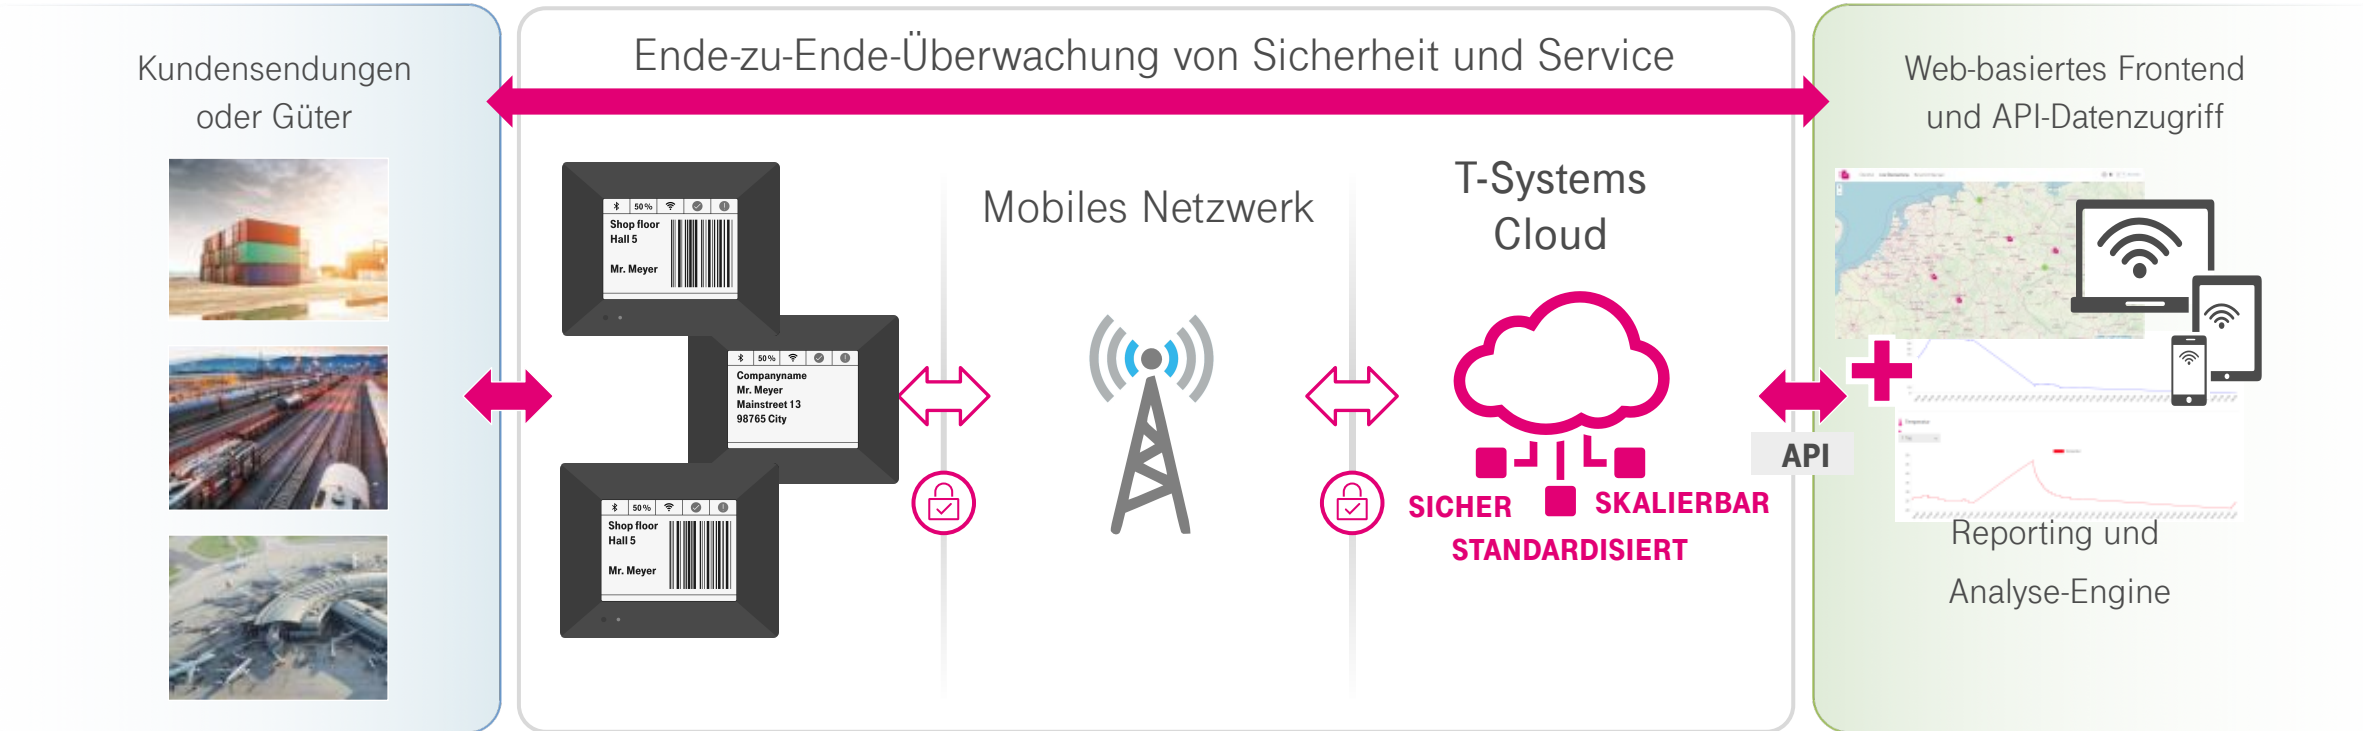 Kundensendungen
oder Güter
Ende-zu-Ende-Überwachung von Sicherheit und Service
50 %
Shop floor
Hall 5
Mr. Meyer
50 %
Companyname
Mr. Meyer
Mainstreet 13
98765 City
50 %
Shop floor
Hall 5
Mr. Meyer
Mobiles Netzwerk
T-Systems
Cloud
SICHER
SKALIERBAR
STANDARDISIERT
API
Web-basiertes Frontend
und API-Datenzugriff
Temperatur
Reporting und
Analyse-Engine